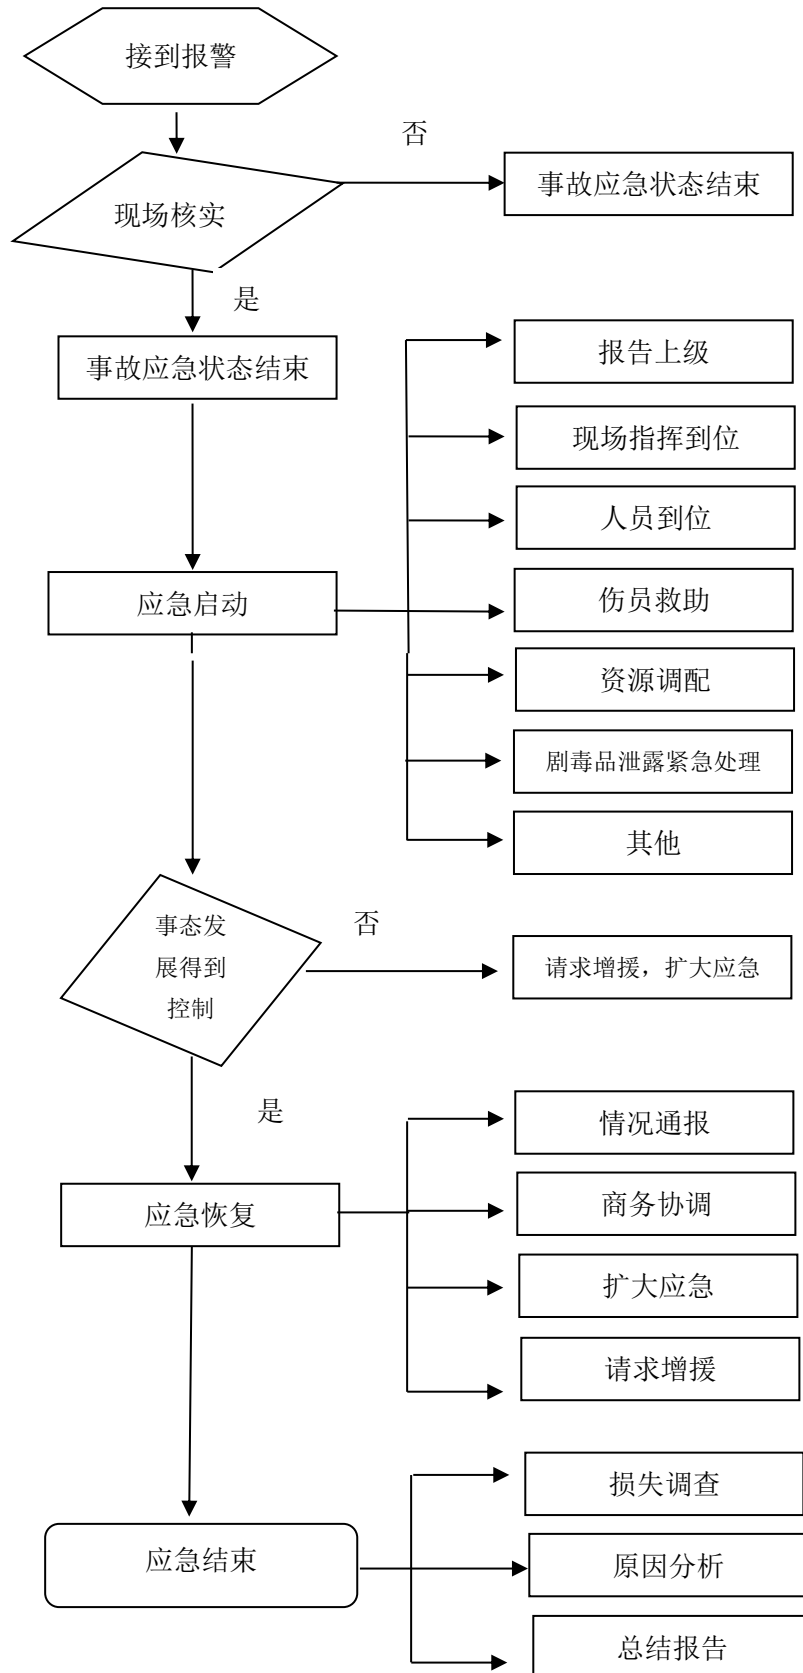 接到报警
否
现场核实
事故应急状态结束
是
事故应急状态结束
报告上级
现场指挥到位
人员到位
应急启动
伤员救助
资源调配
剧毒品泄露紧急处理
其他
事态发
展得到
控制
否
请求增援，扩大应急
是
情况通报
应急恢复
商务协调
扩大应急
请求增援
损失调查
应急结束
原因分析
总结报告